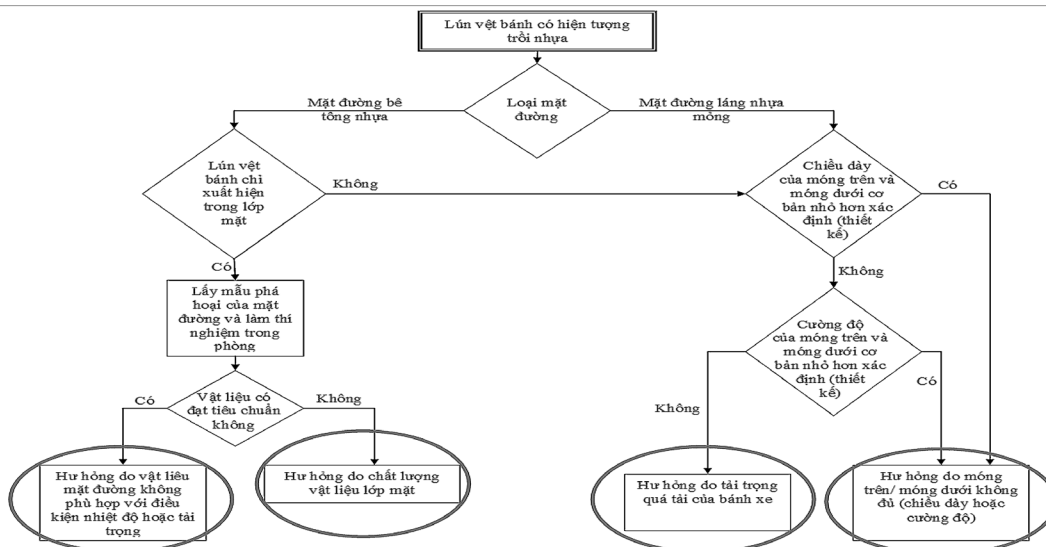 Lún vệt bánh có hiện tượng
trồi nhựa
Loại mặt
đường
Mặt đường bê
tông nhựa
Mặt đường láng nhựa
mỏng
Lún vệt
bánh chỉ
xuất hiện
trong lớp
mặt
Không
Chiều dày
của móng trên và
móng dưới cơ
bản nhỏ hơn xác
định (thiết
kế)
Có
Có
Không
Lấy mẫu phá
hoại của mặt
đường và làm thí
nghiệm trong
phòng
Cường độ
của móng trên và
móng dưới cơ
bản nhỏ hơn xác
định (thiết
kế)
Có
Vật liệu có
đạt tiêu chuẩn
không
Không
Không
Có
Hư hỏng do vật liêu
mặt đường không
phù hợp với điều
kiện nhiệt độ hoặc tải
trọng
Hư hỏng do chất lượng
vật liệu lớp mặt
Hư hỏng do tải trọng
quá tải của bánh xe
Hư hỏng do móng
trên/ móng dưới không
đủ (chiều dày hoặc
cường độ)